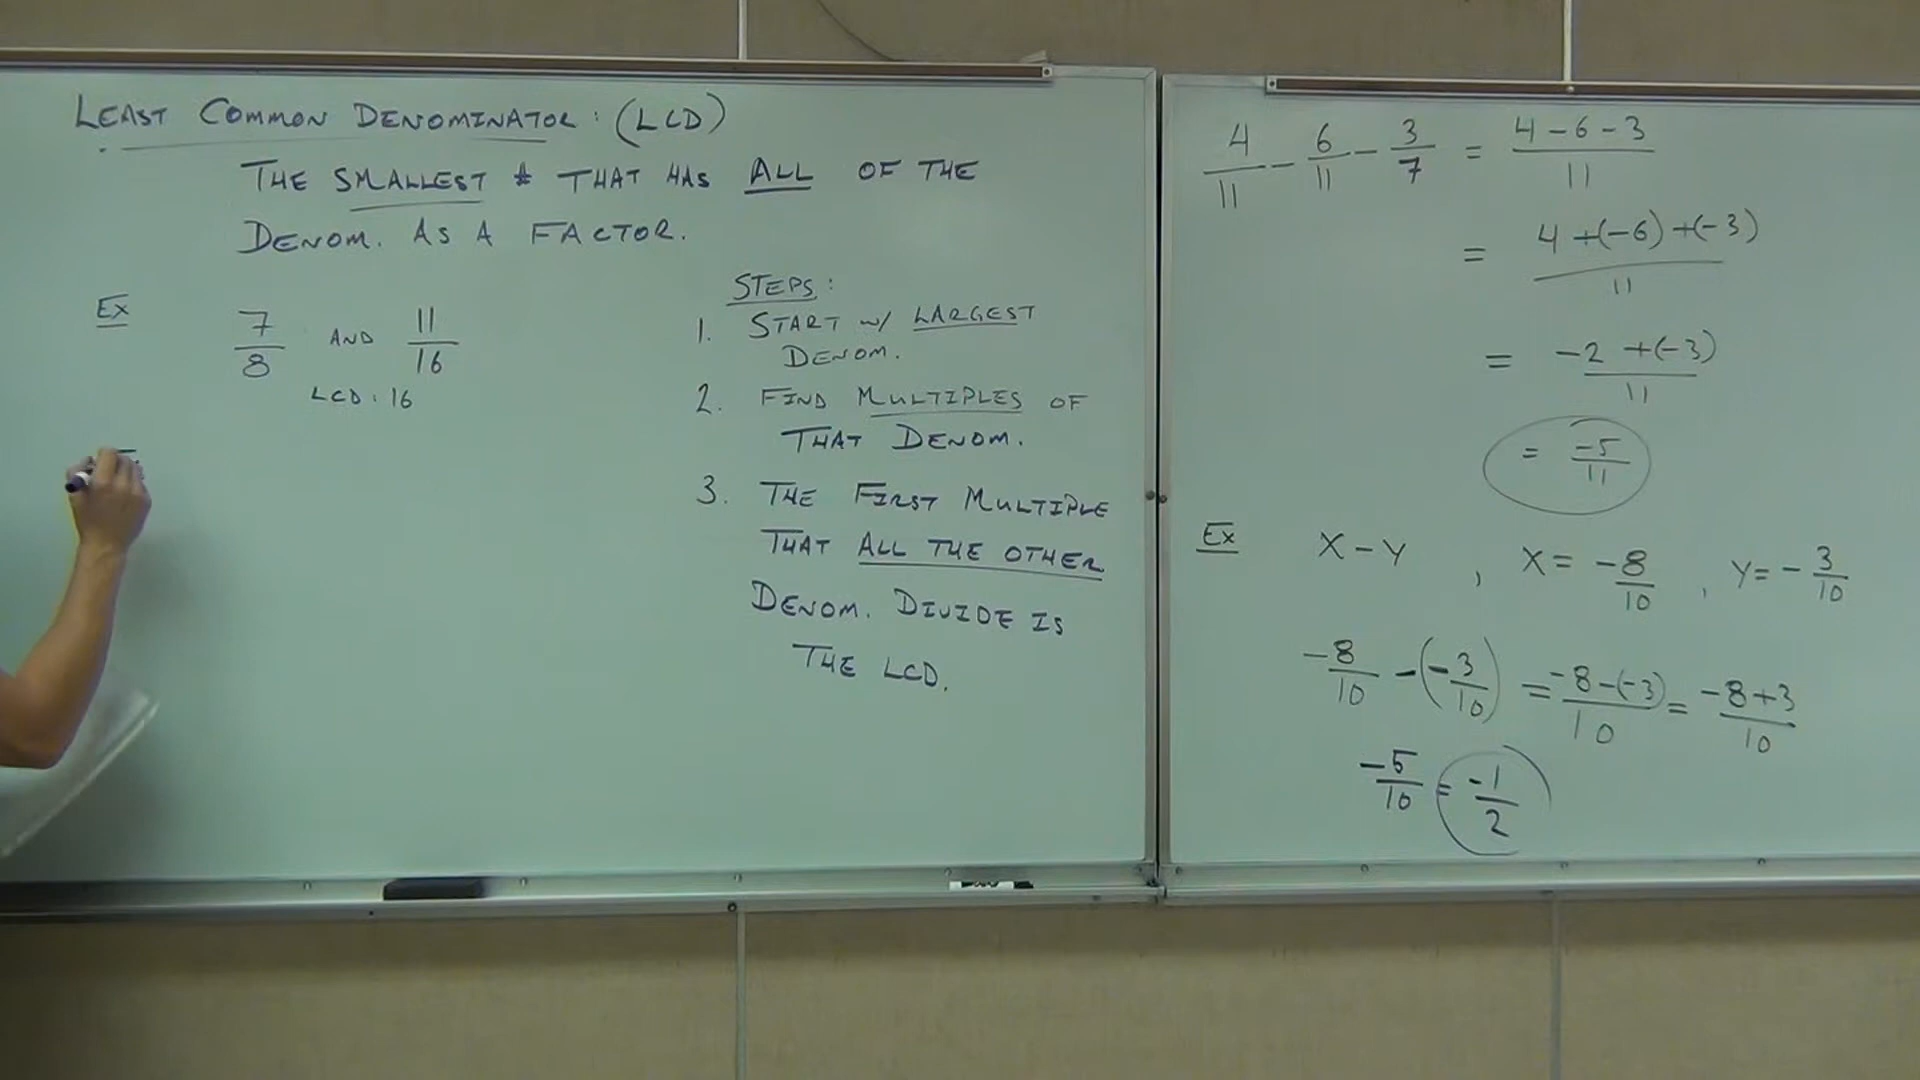 LEAST COMMON DENOMINATOR: (LCD)
THE SMALLEST # THAT HAS ALL OF THE
DENOM. AS A FACTOR.
EX 7/8 AND 11/16
LCD: 16
STEPS:
1. START W/ LARGEST
DENOM.
2. FIND MULTIPLES OF
THAT DENOM.
3. THE FIRST MULTIPLE
THAT ALL THE OTHER
DENOM. DIVIDE IS
THE LCD.
4/11 - 6/11 - 3/7 = (4-6-3)/11
= (4+(-6)+(-3))/11
= (-2+(-3))/11
= -5/11
EX X-Y, X = -8/10, Y = -3/10
-8/10 - (-3/10) = (-8-(-3))/10 = (-8+3)/10
-5/10 = -1/2